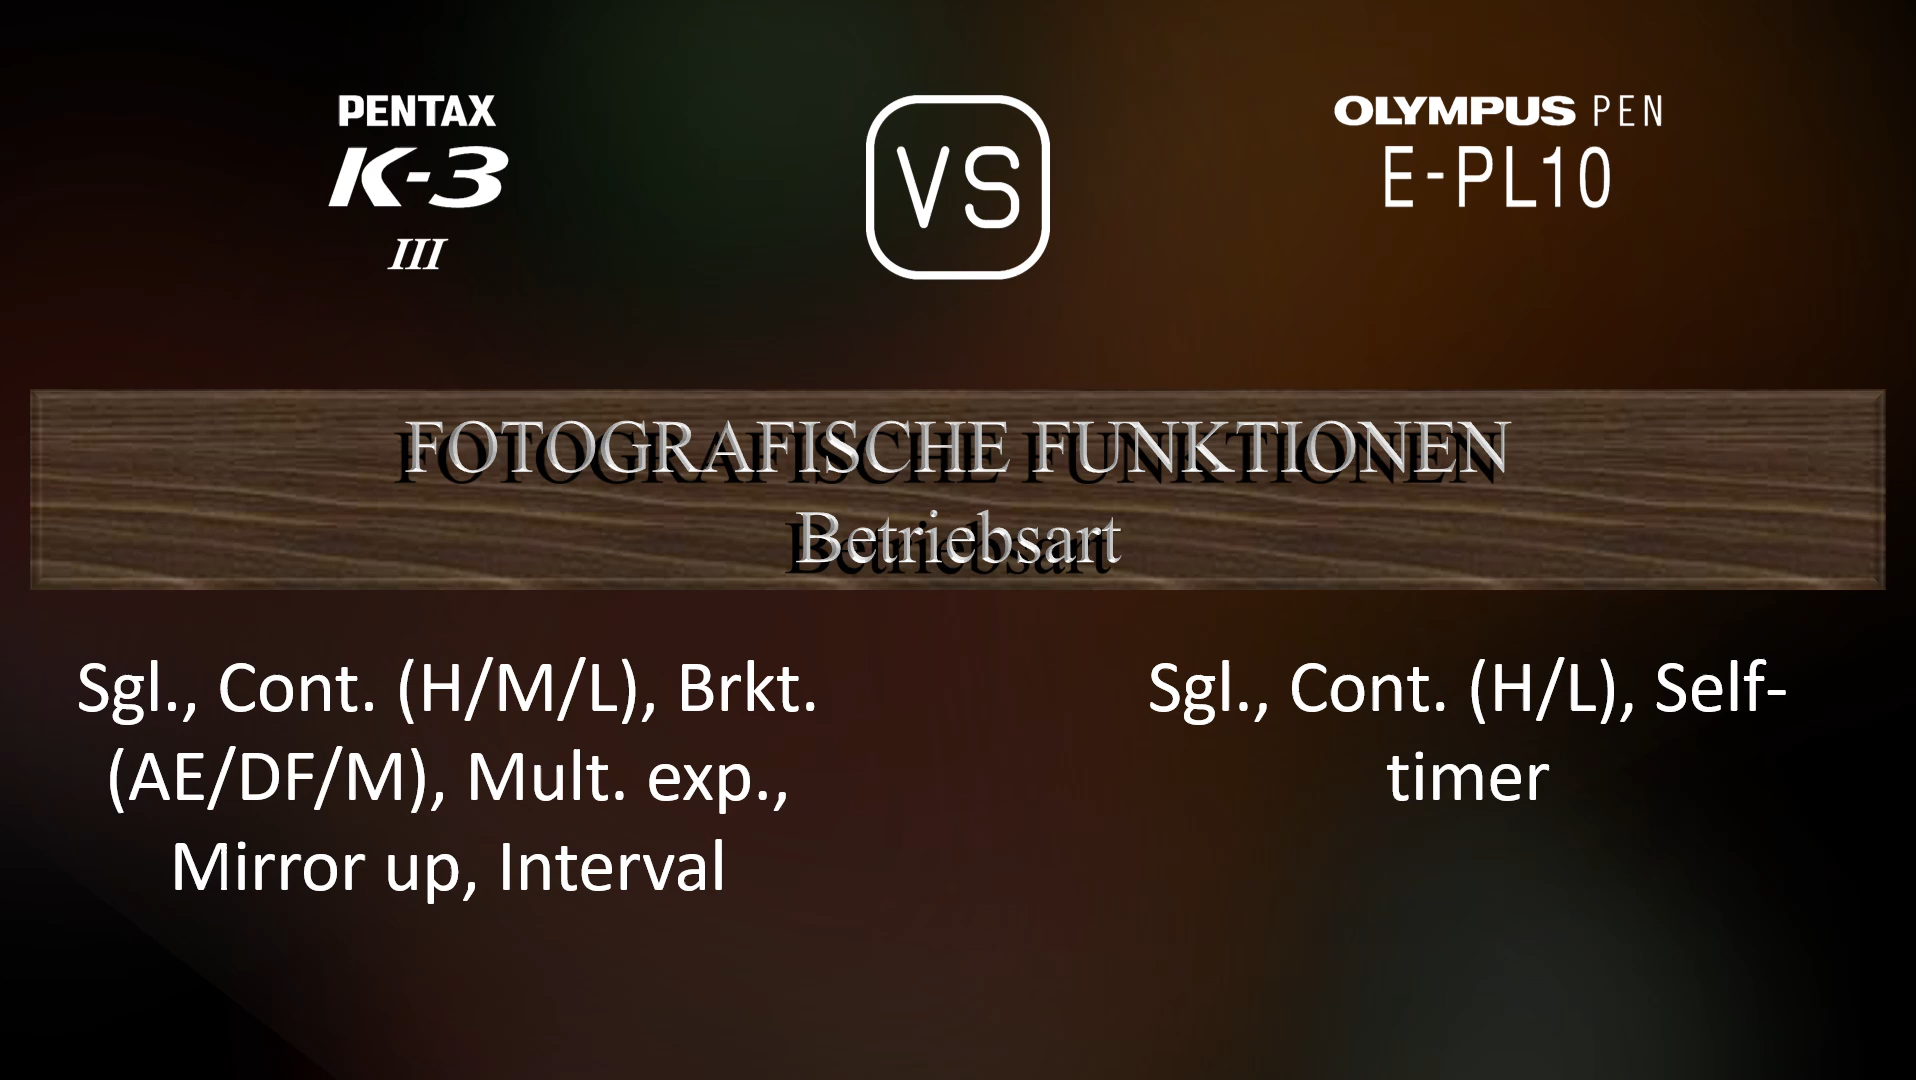 PENTAX
K-3
III
VS
OLYMPUS PEN
E-PL10
FOTOGRAFISCHE FUNKTIONEN
Betriebsart
Sgl., Cont. (H/M/L), Brkt.
(AE/DF/M), Mult. exp.,
Mirror up, Interval
Sgl., Cont. (H/L), Self-
timer